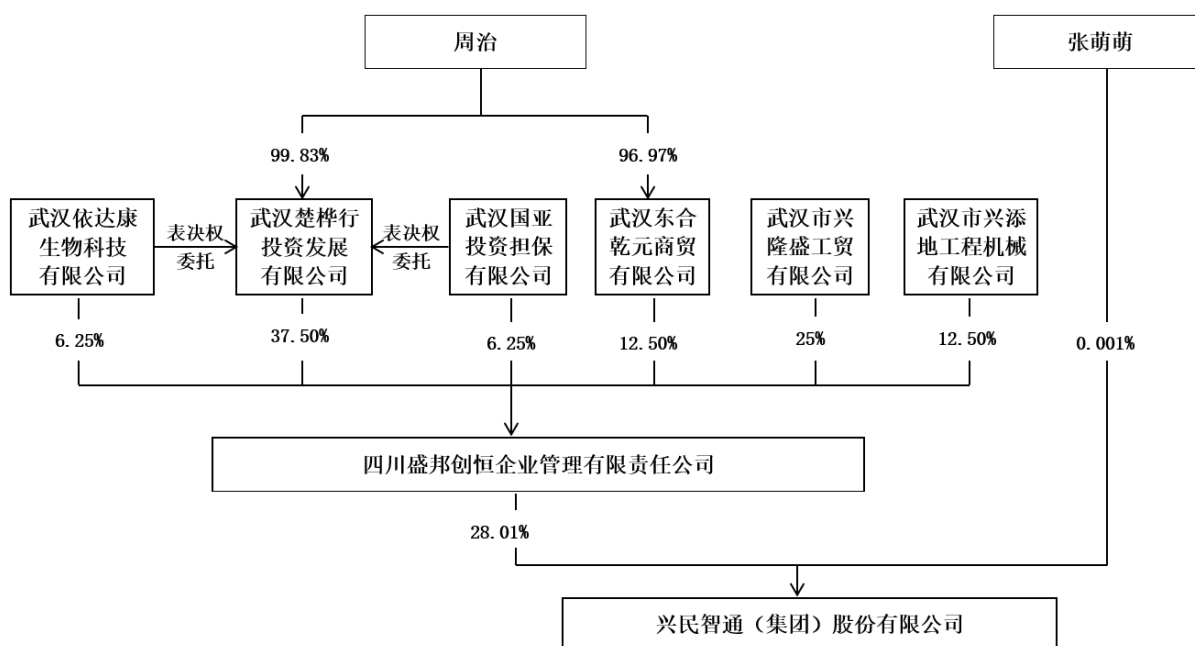 周治
张萌萌
99.83%
96.97%
武汉依达康
生物科技
有限公司
表决权
委托
武汉楚桦行
投资发展
有限公司
表决权
委托
武汉国亚
投资担保
有限公司
武汉东合
乾元商贸
有限公司
武汉市兴
隆盛工贸
有限公司
武汉市兴添
地工程机械
有限公司
6.25%
37.50%
6.25%
12.50%
25%
12.50%
0.001%
四川盛邦创恒企业管理有限责任公司
28.01%
兴民智通（集团）股份有限公司